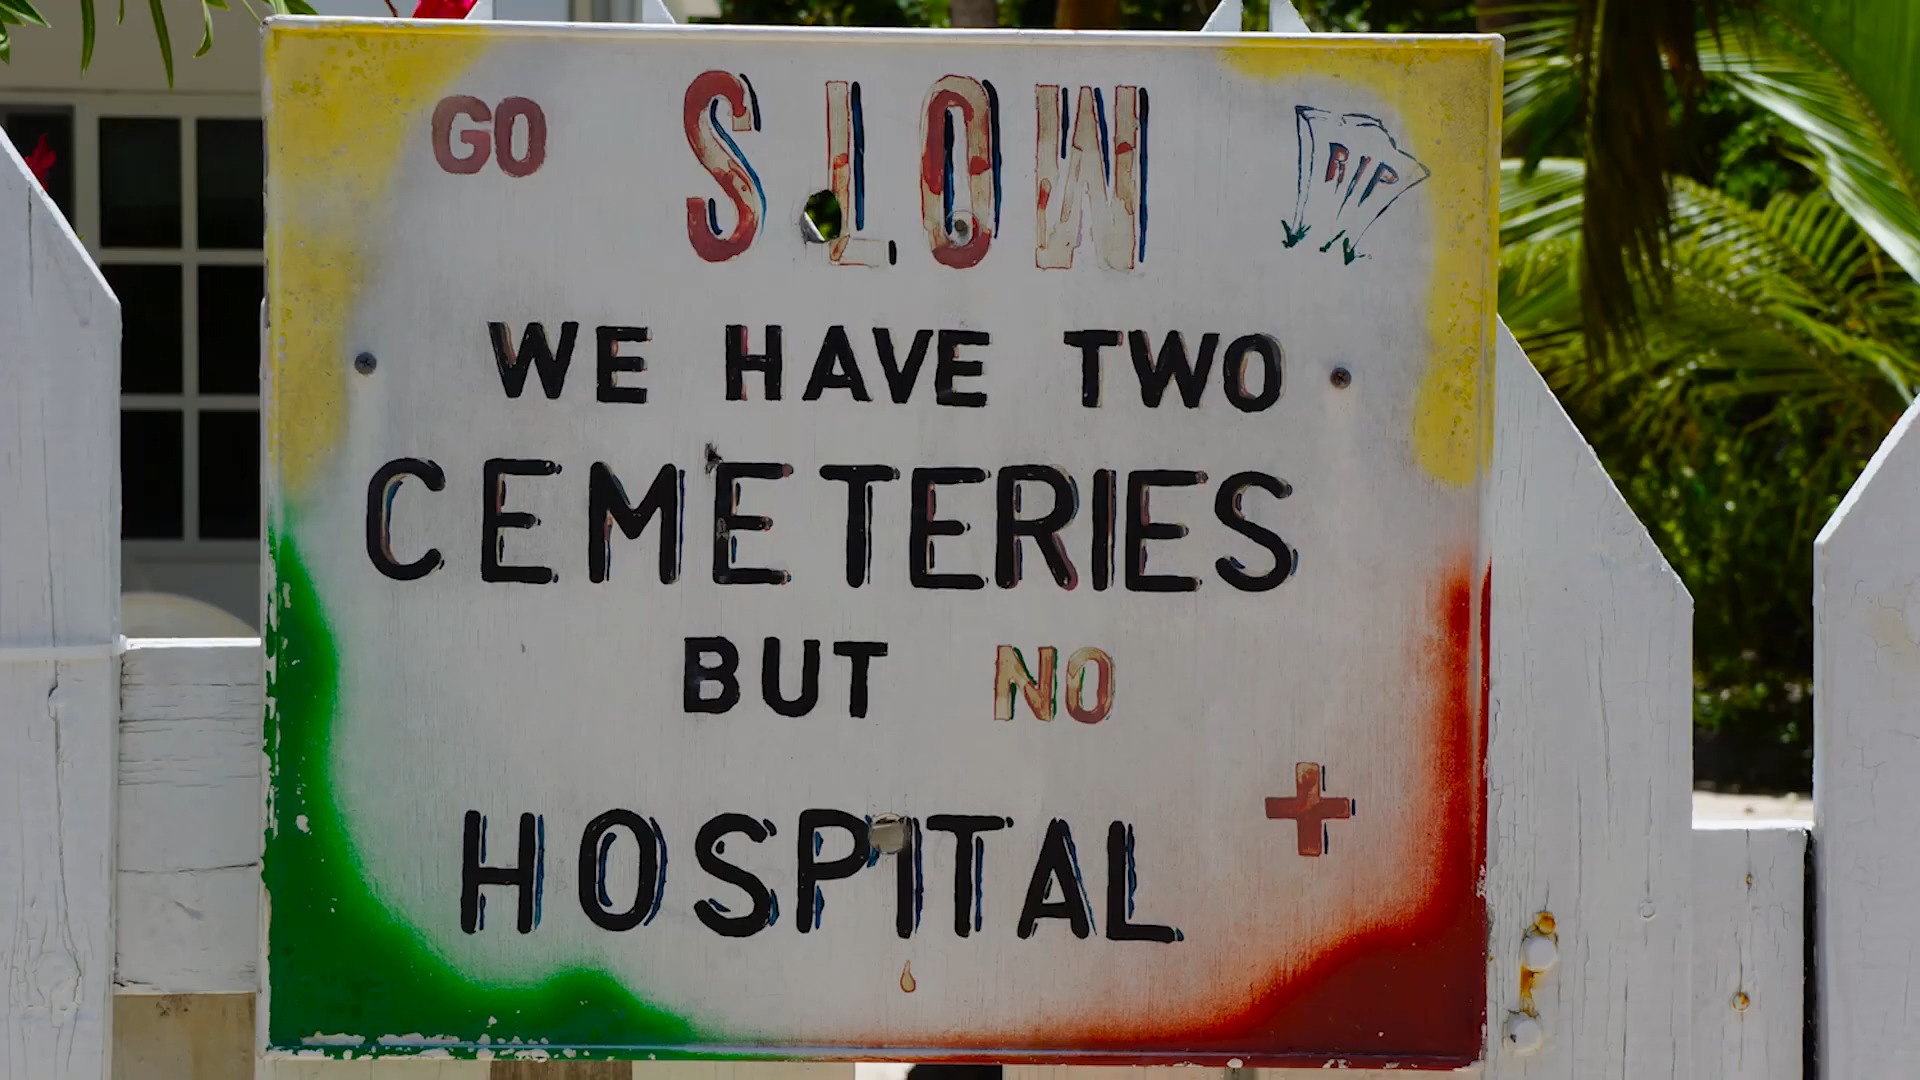 GO SLOW
RIP
WE HAVE TWO
CEMETERIES
BUT NO
HOSPITAL